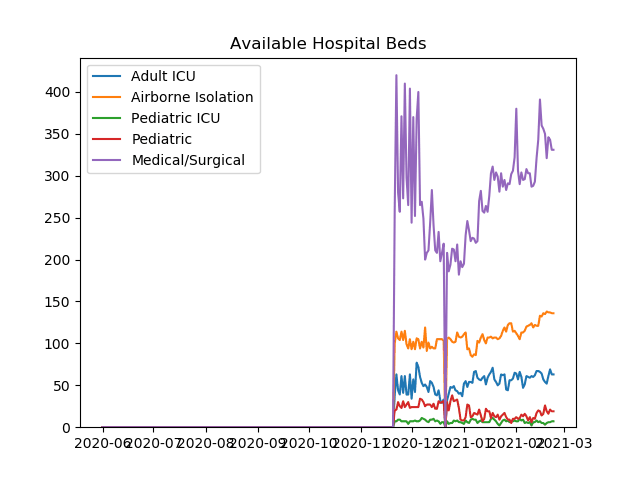 Available Hospital Beds
Adult ICU
Airborne Isolation
Pediatric ICU
Pediatric
Medical/Surgical
400
350
300
250
200
150
100
50
0
2020-06 2020-07 2020-08 2020-09 2020-10 2020-11 2020-12 2021-01 2021-02 2021-03